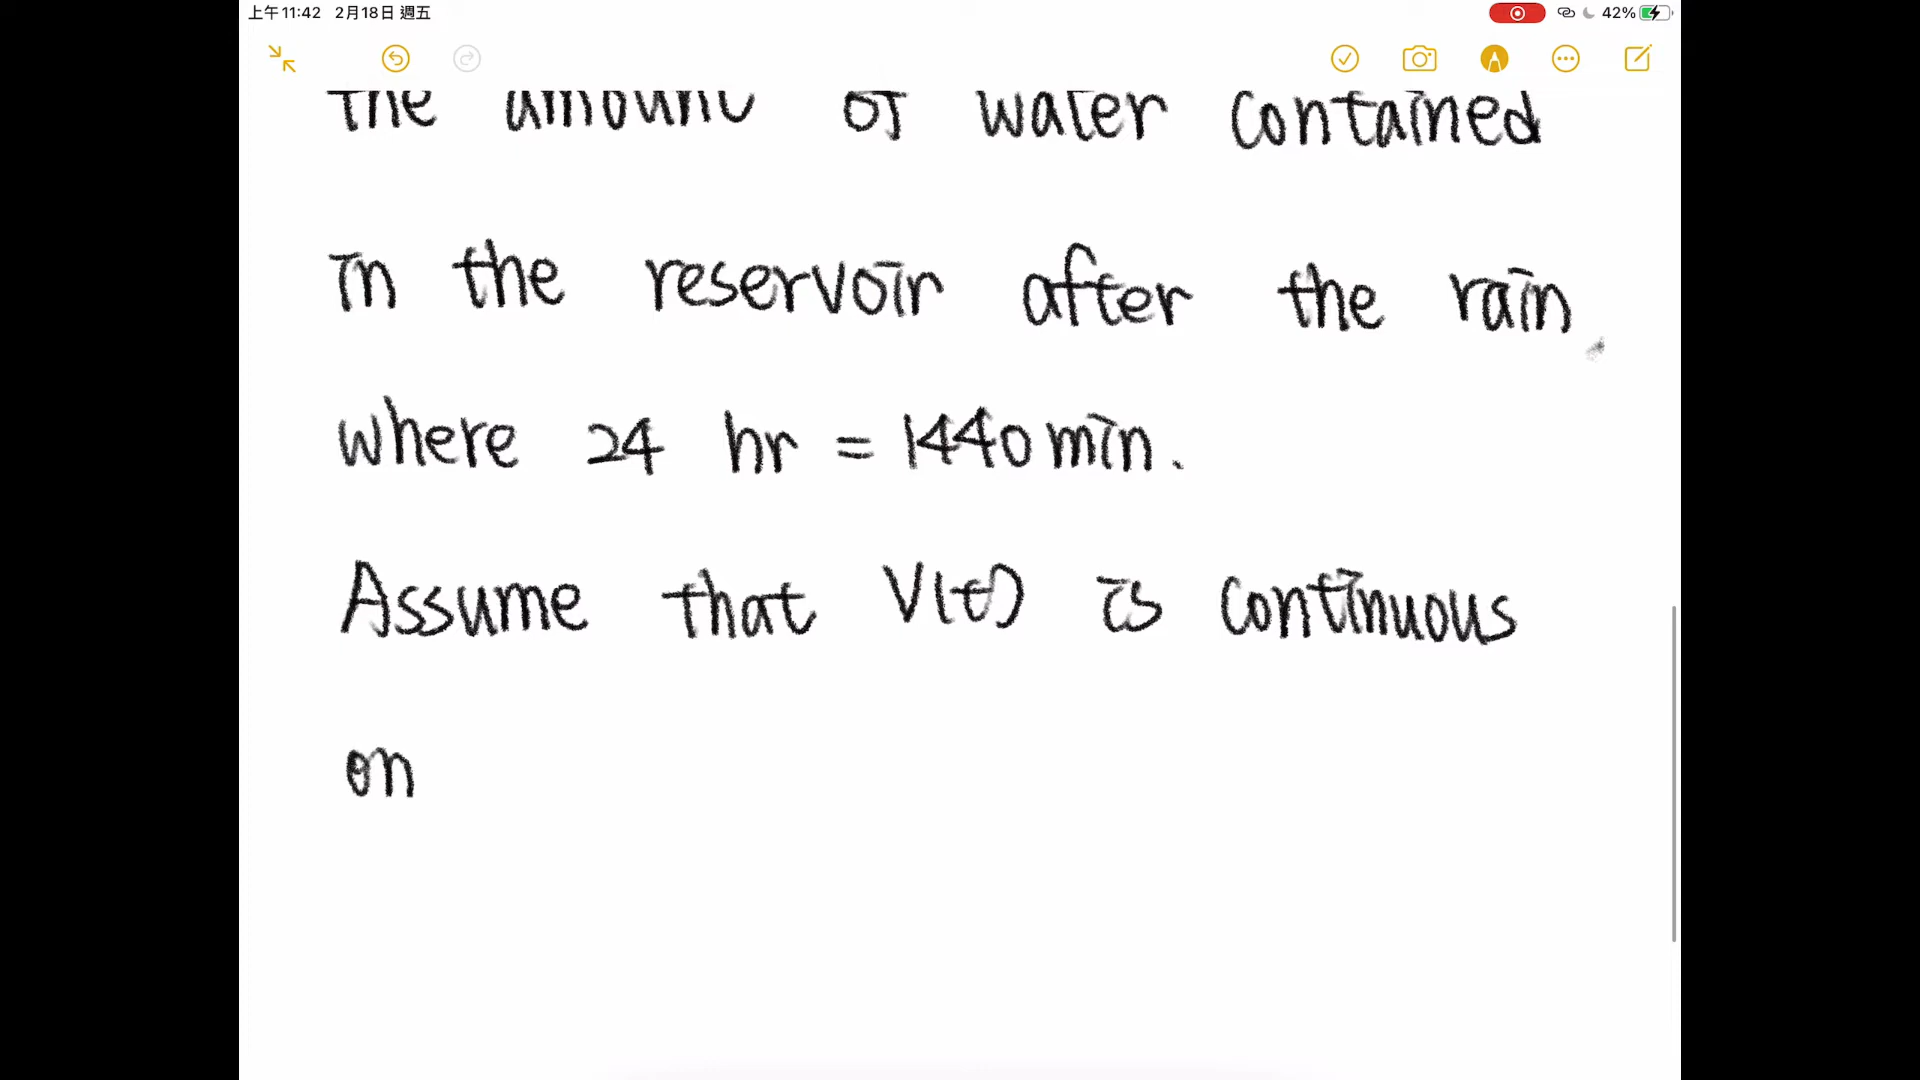 上午11:42 2月18日 週五
42%
the amount of water contained
in the reservoir after the rain
where 24 hr = 1440 min.
Assume that V(t) is continuous
on